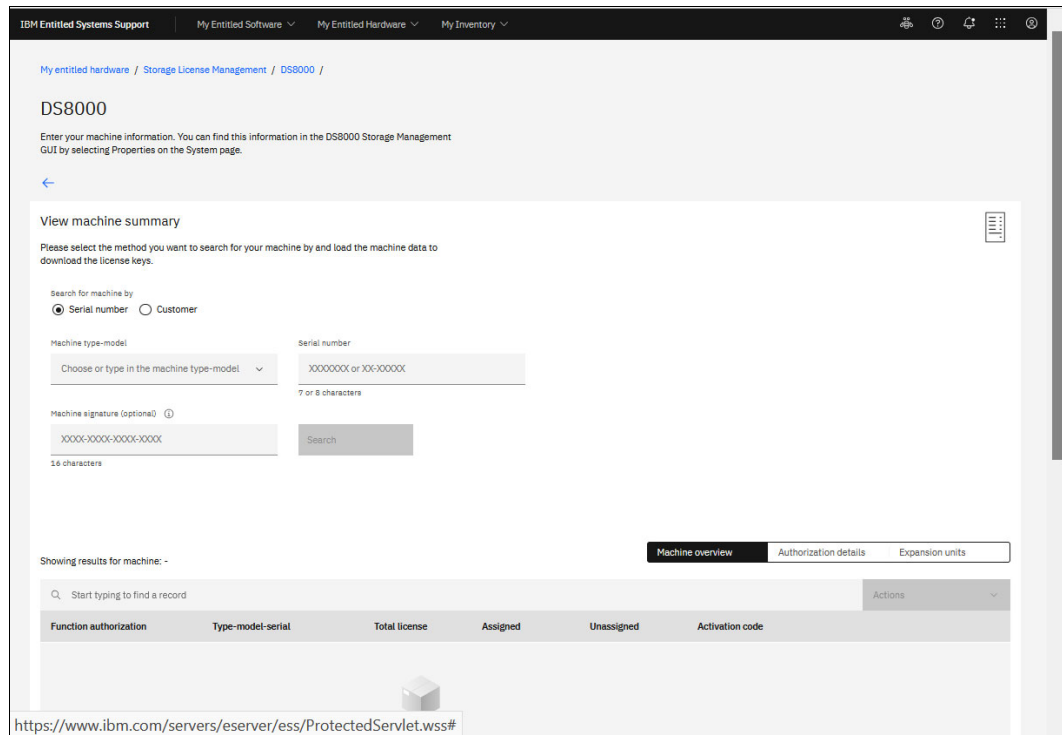 IBM Entitled Systems Support My Entitled Software My Entitled Hardware My Inventory
My entitled hardware / Storage License Management / DS8000 /
DS8000
Enter your machine information. You can find this information in the DS8000 Storage Management
GUI by selecting Properties on the System page.
View machine summary
Please select the method you want to search for your machine by and load the machine data to
download the license keys.
Search for machine by
Serial number Customer
Machine type-model Serial number
Choose or type in the machine type-model XXXXXXX or XX-XXXXX
7 or 8 characters
Machine signature (optional)
XXXX-XXXX-XXXX-XXXX Search
16 characters
Showing results for machine: - Machine overview Authorization details Expansion units
Start typing to find a record Actions
Function authorization Type-model-serial Total license Assigned Unassigned Activation code
https://www.ibm.com/servers/eserver/ess/ProtectedServlet.wss#